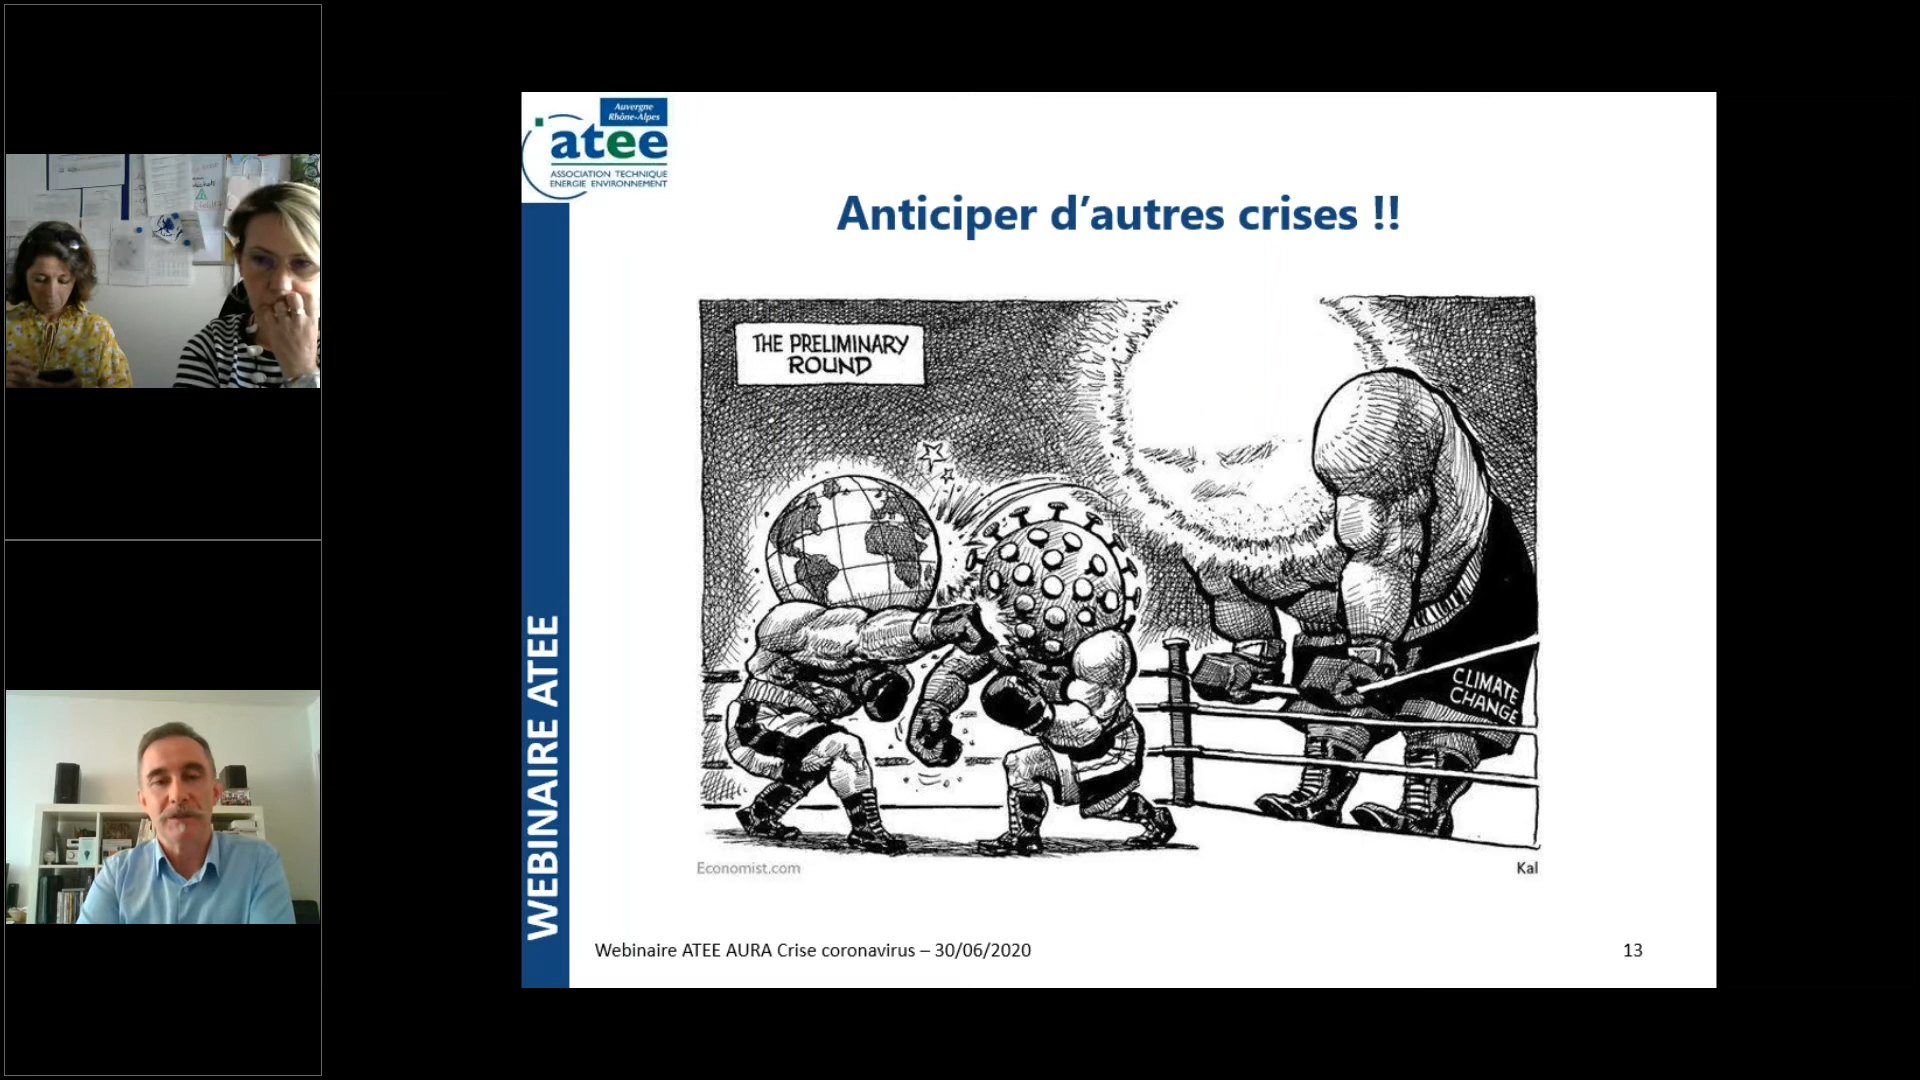 Auvergne
Rhône-Alpes
atee
ASSOCIATION TECHNIQUE
ENERGIE ENVIRONNEMENT
Anticiper d’autres crises !!
THE PRELIMINARY
ROUND
CLIMATE
CHANGE
Economist.com
Kal
WEBINAIRE ATEE
Webinaire ATEE AURA Crise coronavirus – 30/06/2020
13